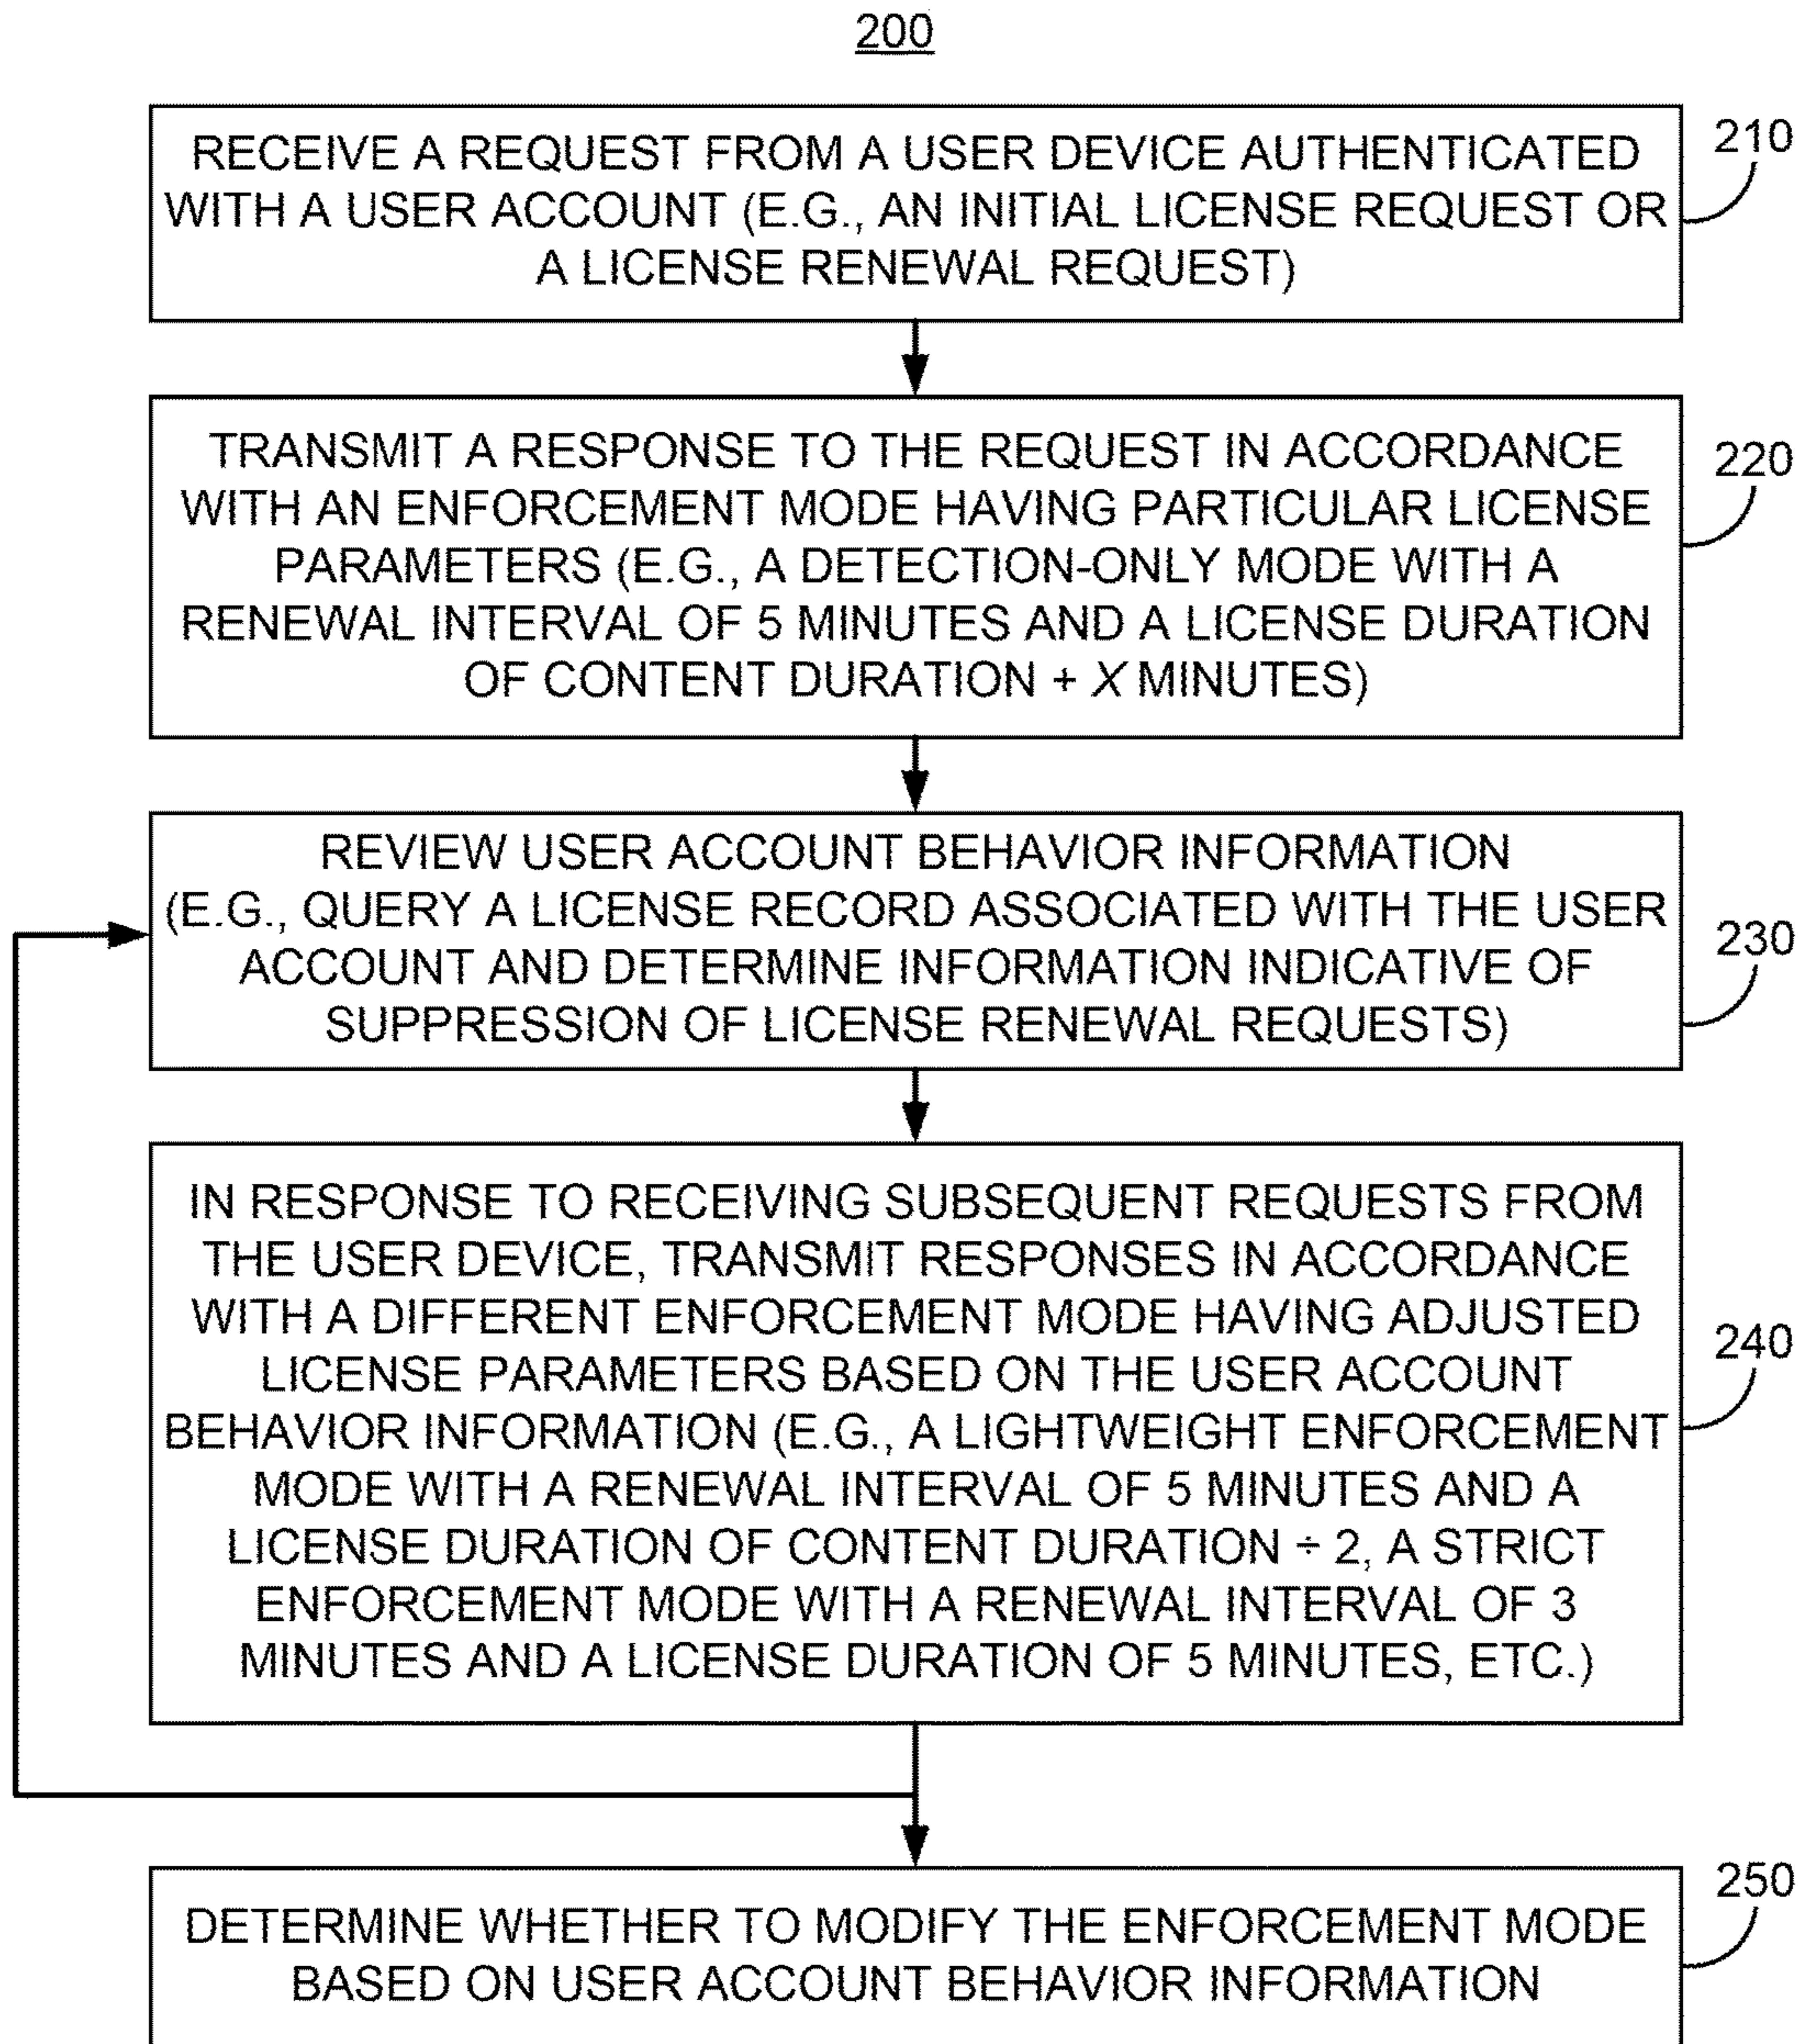 200
RECEIVE A REQUEST FROM A USER DEVICE AUTHENTICATED
WITH A USER ACCOUNT (E.G., AN INITIAL LICENSE REQUEST OR
A LICENSE RENEWAL REQUEST)
210
TRANSMIT A RESPONSE TO THE REQUEST IN ACCORDANCE
WITH AN ENFORCEMENT MODE HAVING PARTICULAR LICENSE
PARAMETERS (E.G., A DETECTION-ONLY MODE WITH A
RENEWAL INTERVAL OF 5 MINUTES AND A LICENSE DURATION
OF CONTENT DURATION + X MINUTES)
220
REVIEW USER ACCOUNT BEHAVIOR INFORMATION
(E.G., QUERY A LICENSE RECORD ASSOCIATED WITH THE USER
ACCOUNT AND DETERMINE INFORMATION INDICATIVE OF
SUPPRESSION OF LICENSE RENEWAL REQUESTS)
230
IN RESPONSE TO RECEIVING SUBSEQUENT REQUESTS FROM
THE USER DEVICE, TRANSMIT RESPONSES IN ACCORDANCE
WITH A DIFFERENT ENFORCEMENT MODE HAVING ADJUSTED
LICENSE PARAMETERS BASED ON THE USER ACCOUNT
BEHAVIOR INFORMATION (E.G., A LIGHTWEIGHT ENFORCEMENT
MODE WITH A RENEWAL INTERVAL OF 5 MINUTES AND A
LICENSE DURATION OF CONTENT DURATION ÷ 2, A STRICT
ENFORCEMENT MODE WITH A RENEWAL INTERVAL OF 3
MINUTES AND A LICENSE DURATION OF 5 MINUTES, ETC.)
240
DETERMINE WHETHER TO MODIFY THE ENFORCEMENT MODE
BASED ON USER ACCOUNT BEHAVIOR INFORMATION
250